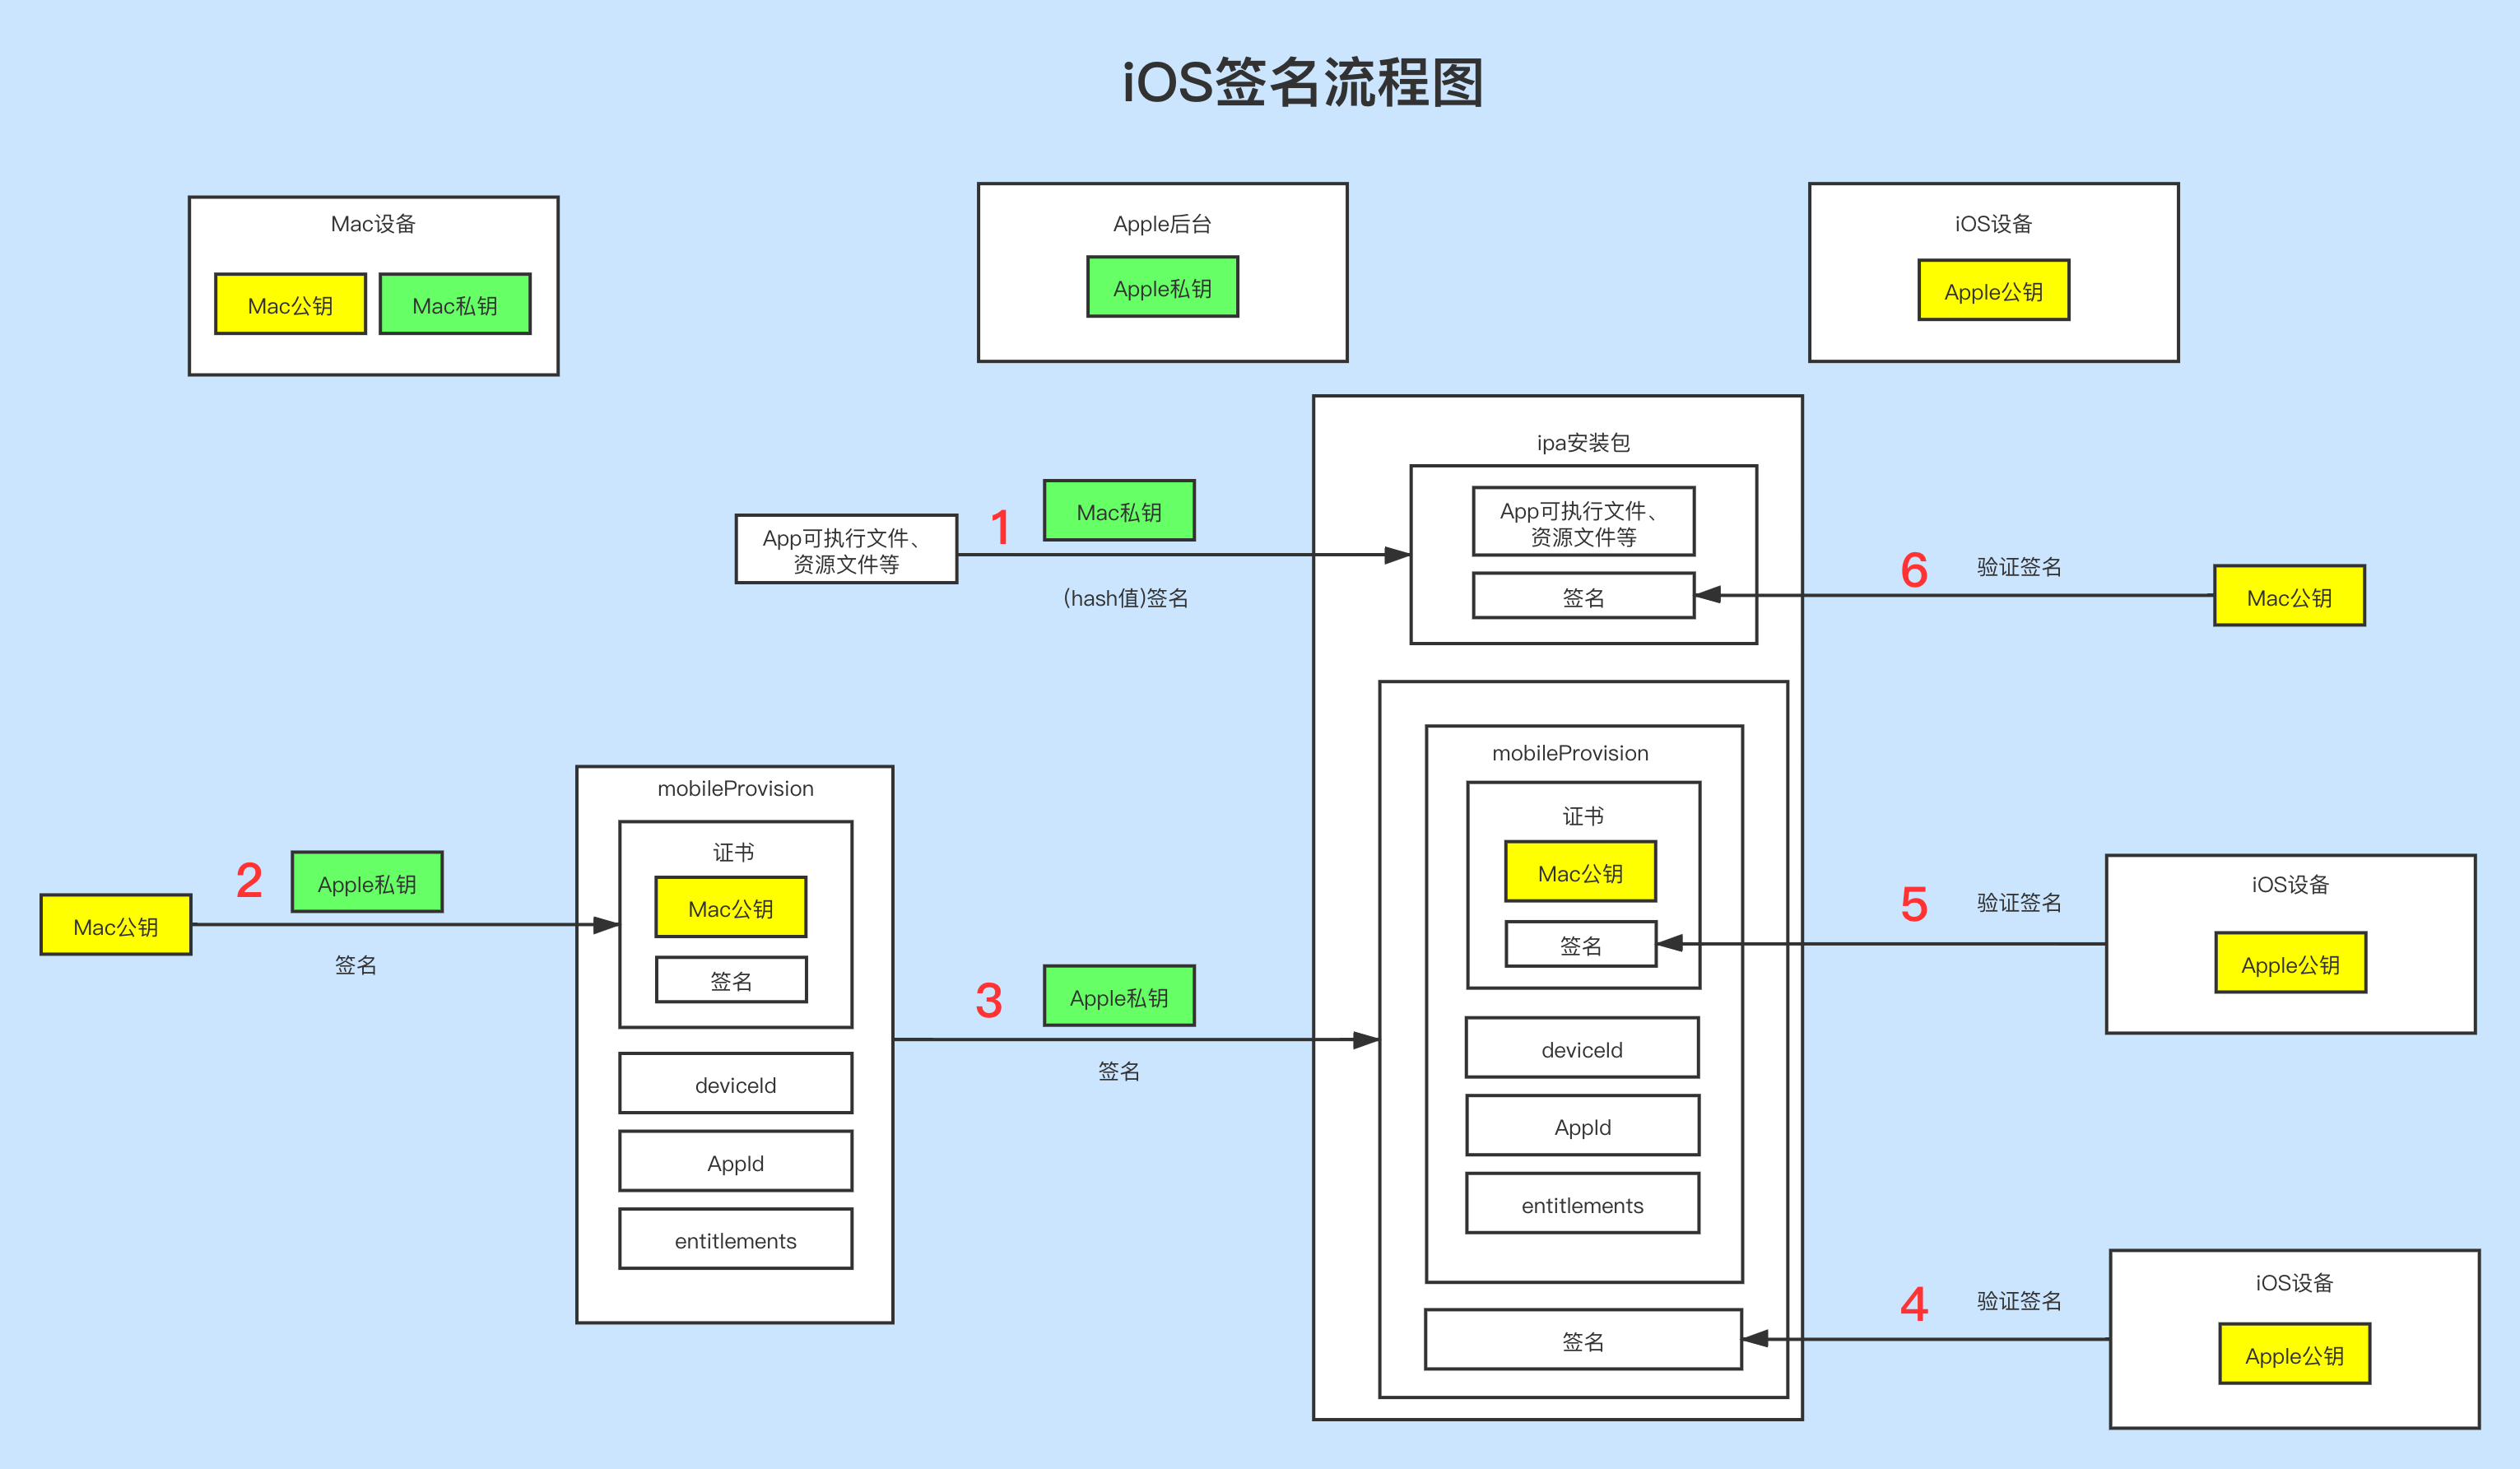 iOS签名流程图
Mac设备
Mac公钥
Mac私钥
Apple后台
Apple私钥
iOS设备
Apple公钥
App可执行文件、
资源文件等
1
Mac私钥
(hash值)签名
ipa安装包
App可执行文件、
资源文件等
签名
6
验证签名
Mac公钥
Mac公钥
2
Apple私钥
签名
mobileProvision
证书
Mac公钥
签名
deviceId
AppId
entitlements
3
Apple私钥
签名
mobileProvision
证书
Mac公钥
签名
deviceId
AppId
entitlements
签名
5
验证签名
iOS设备
Apple公钥
4
验证签名
iOS设备
Apple公钥